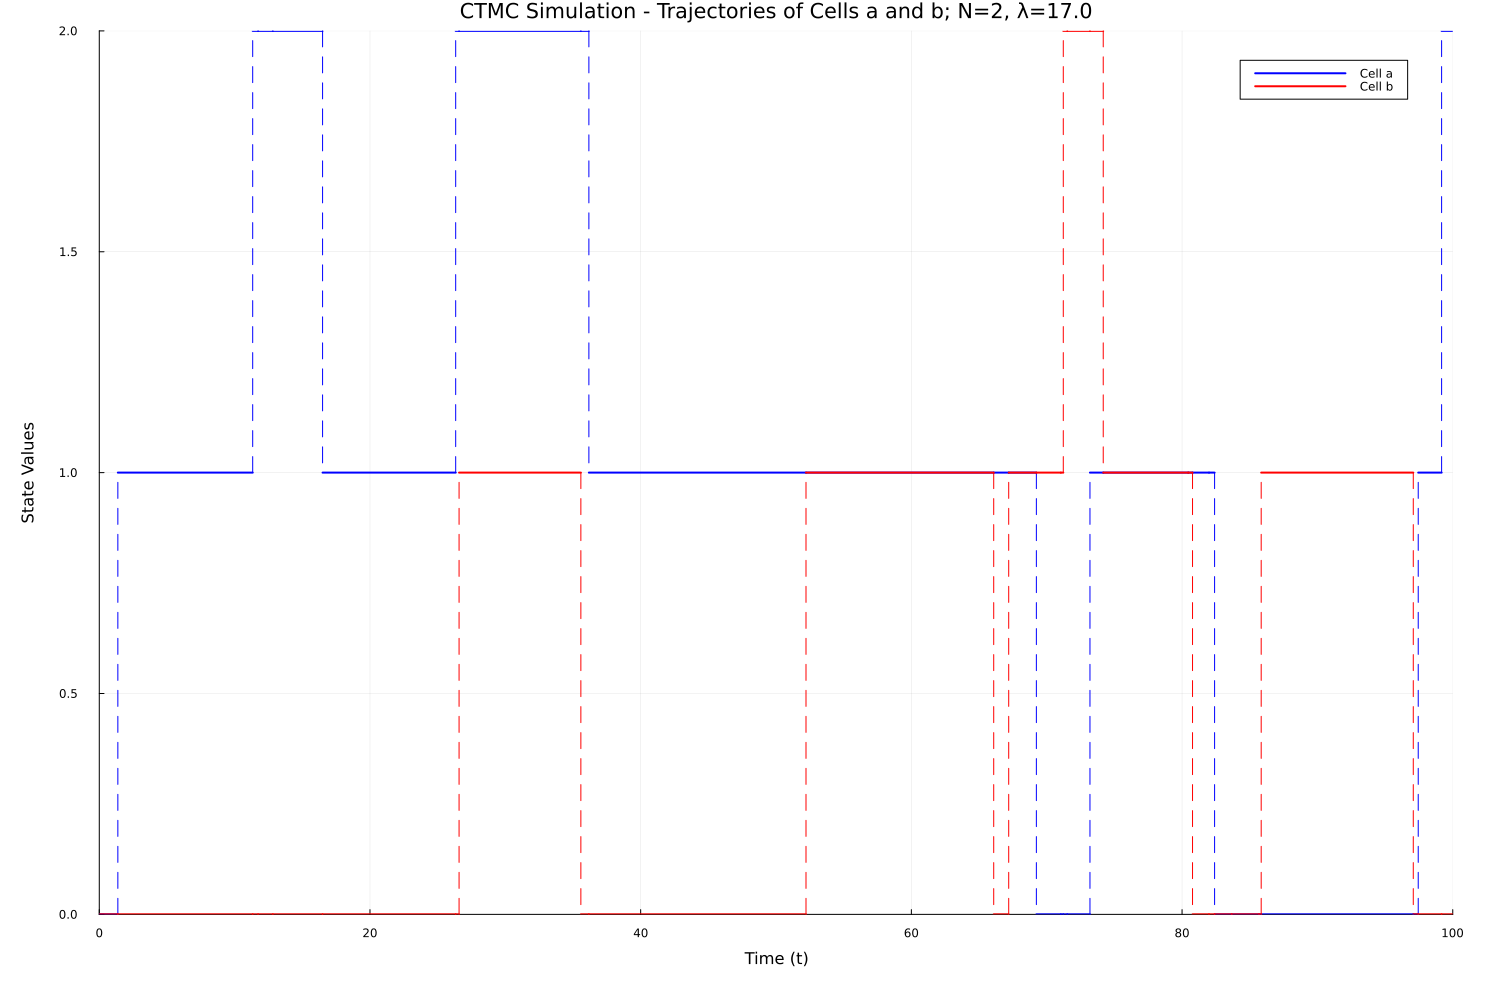 CTMC Simulation - Trajectories of Cells a and b; N=2, λ=17.0
2.0
Cell a
Cell b
1.5
1.0
State Values
0.5
0.0
0 20 40 60 80 100
Time (t)